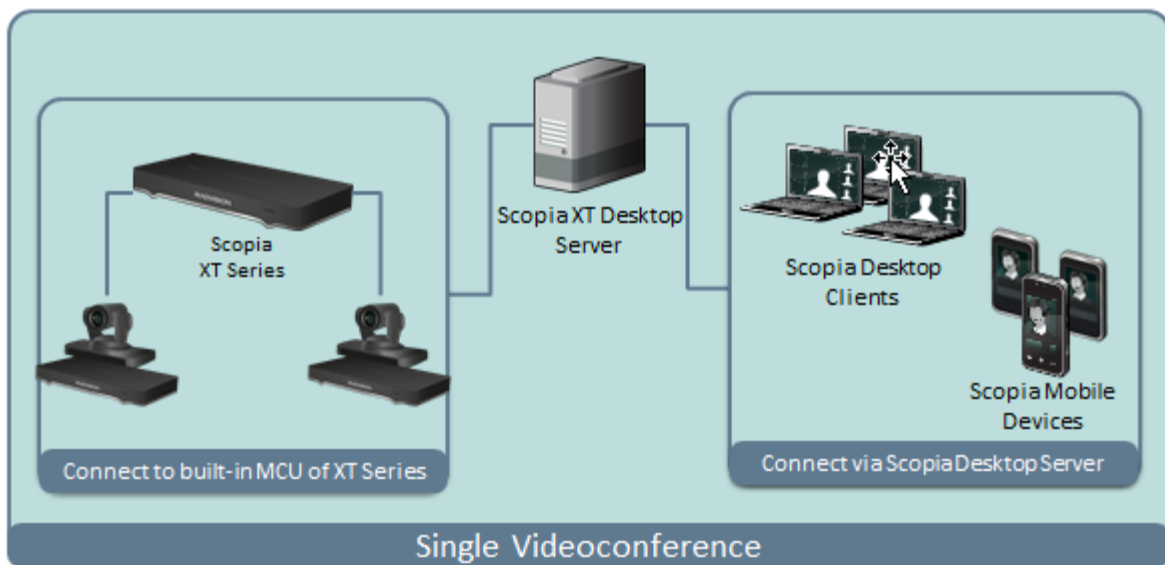 Scopia XT Desktop
Server
RADVISION
Scopia
XT Series
Scopia Desktop
Clients
Scopia Mobile
Devices
Connect to built-in MCU of XT Series
Connect via Scopia Desktop Server
Single Videoconference